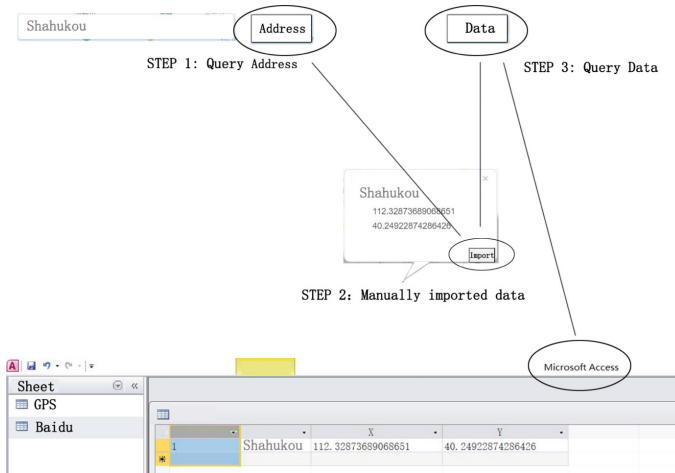 Shahukou
Address
Data
STEP 1: Query Address
STEP 3: Query Data
Shahukou
112.32873689068651
40.24922874286426
Import
STEP 2: Manually imported data
Microsoft Access
A
Sheet
GPS
Baidu
X Y
1 Shahukou 112.32873689068651 40.24922874286426